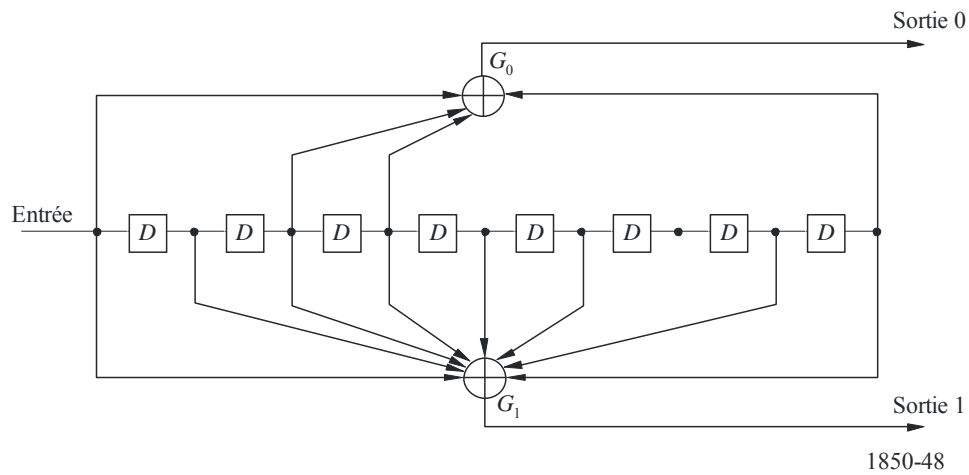 Sortie 0
G0
Entrée
D D D D D D D D
G1
Sortie 1
1850-48